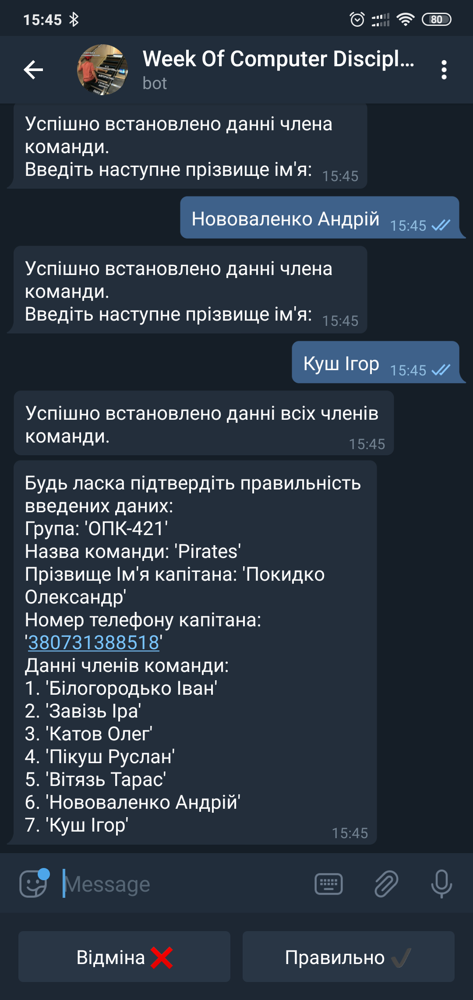 15:45
80
Week Of Computer Discipl...
bot
Успішно встановлено данні члена
команди.
Введіть наступне прізвище ім'я: 15:45
Нововаленко Андрій 15:45
Успішно встановлено данні члена
команди.
Введіть наступне прізвище ім'я: 15:45
Куш Ігор 15:45
Успішно встановлено данні всіх членів
команди. 15:45
Будь ласка підтвердіть правильність
введених даних:
Група: 'ОПК-421'
Назва команди: 'Pirates'
Прізвище Ім'я капітана: 'Покидко
Олександр'
Номер телефону капітана:
'380731388518'
Данні членів команди:
1. 'Білогородько Іван'
2. 'Завізь Іра'
3. 'Катов Олег'
4. 'Пікуш Руслан'
5. 'Вітязь Тарас'
6. 'Нововаленко Андрій'
7. 'Куш Ігор' 15:45
Message
Відміна ❌
Правильно ✔